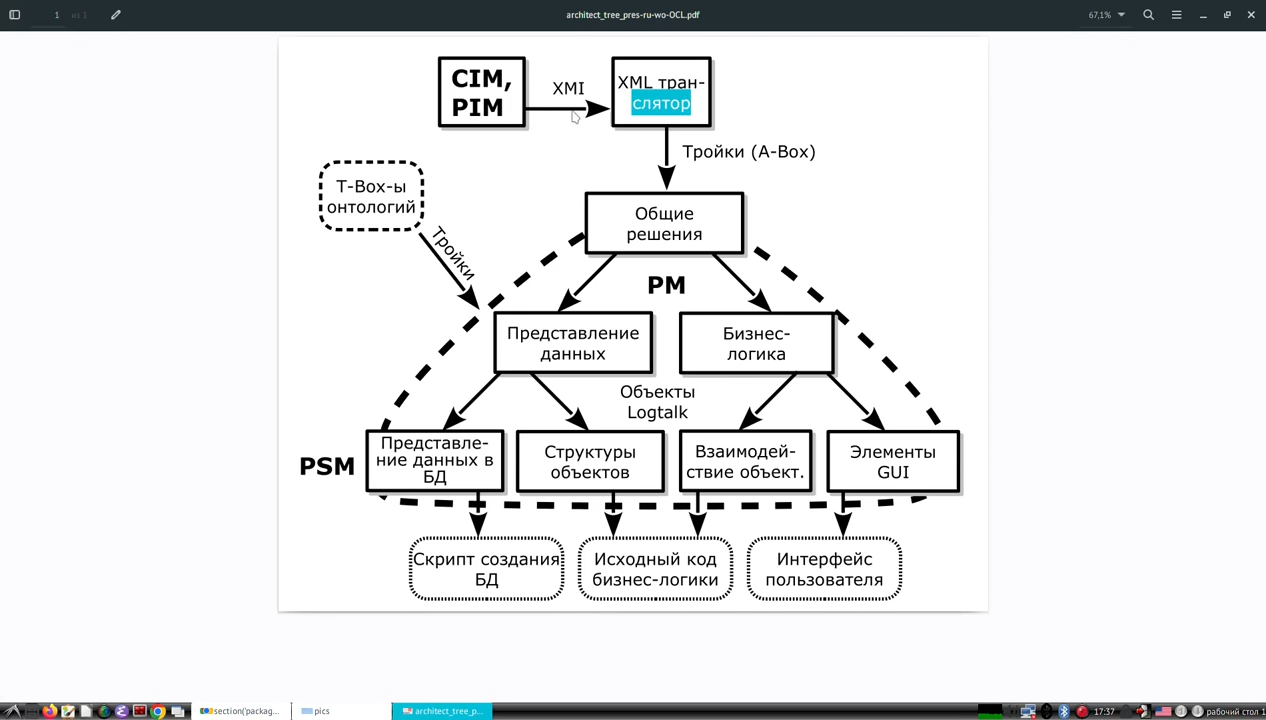 1 из 1
architect_tree_pres-ru-wo-OCL.pdf
67,1%
CIM,
PIM
XMI
XML тран-
слятор
Тройки (A-Box)
T-Box-ы
онтологий
Тройки
Общие
решения
PM
Представление
данных
Бизнес-
логика
Объекты
Logtalk
PSM
Представле-
ние данных в
БД
Структуры
объектов
Взаимодей-
ствие объект.
Элементы
GUI
Скрипт создания
БД
Исходный код
бизнес-логики
Интерфейс
пользователя
section('packag...
pics
architect_tree_p...
17:37
рабочий стол 1